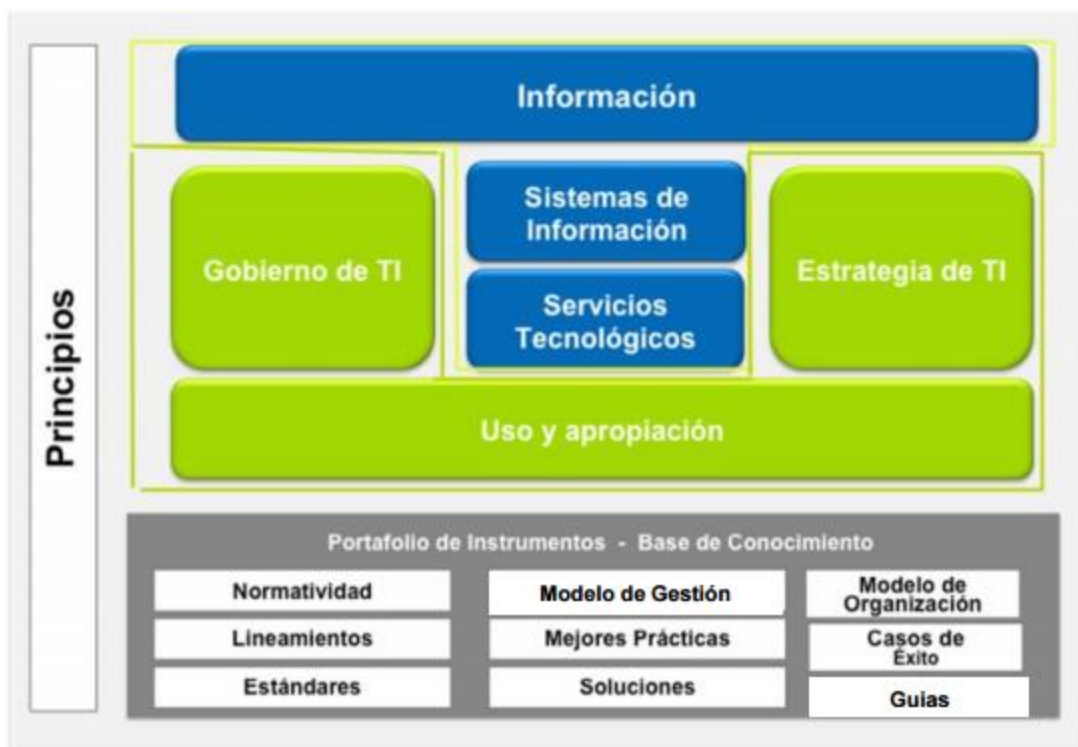 Principios
Información
Gobierno de TI
Sistemas de
Información
Servicios
Tecnológicos
Estrategia de TI
Uso y apropiación
Portafolio de Instrumentos - Base de Conocimiento
Normatividad
Modelo de Gestión
Modelo de
Organización
Lineamientos
Mejores Prácticas
Casos de
Éxito
Estándares
Soluciones
Guias